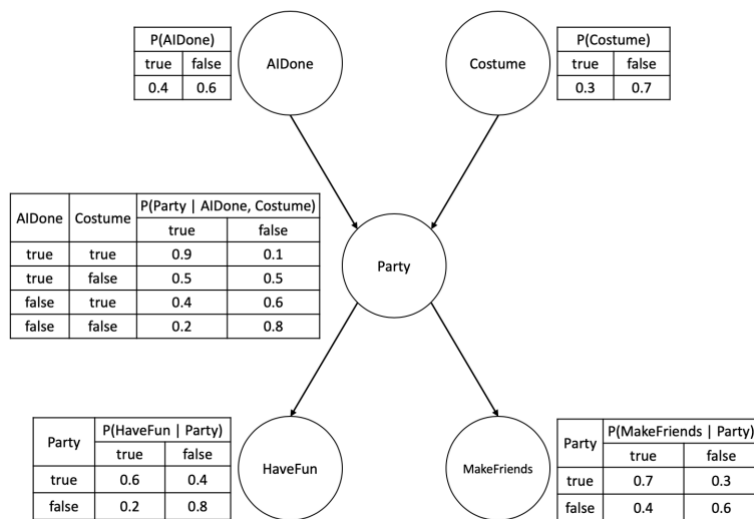 P(AIDone)
true false
0.4 0.6
AIDone
Costume
P(Costume)
true false
0.3 0.7
AIDone Costume P(Party | AIDone, Costume)
true false
true true 0.9 0.1
true false 0.5 0.5
false true 0.4 0.6
false false 0.2 0.8
Party
Party P(HaveFun | Party)
true false
true 0.6 0.4
false 0.2 0.8
HaveFun
MakeFriends
Party P(MakeFriends | Party)
true false
true 0.7 0.3
false 0.4 0.6